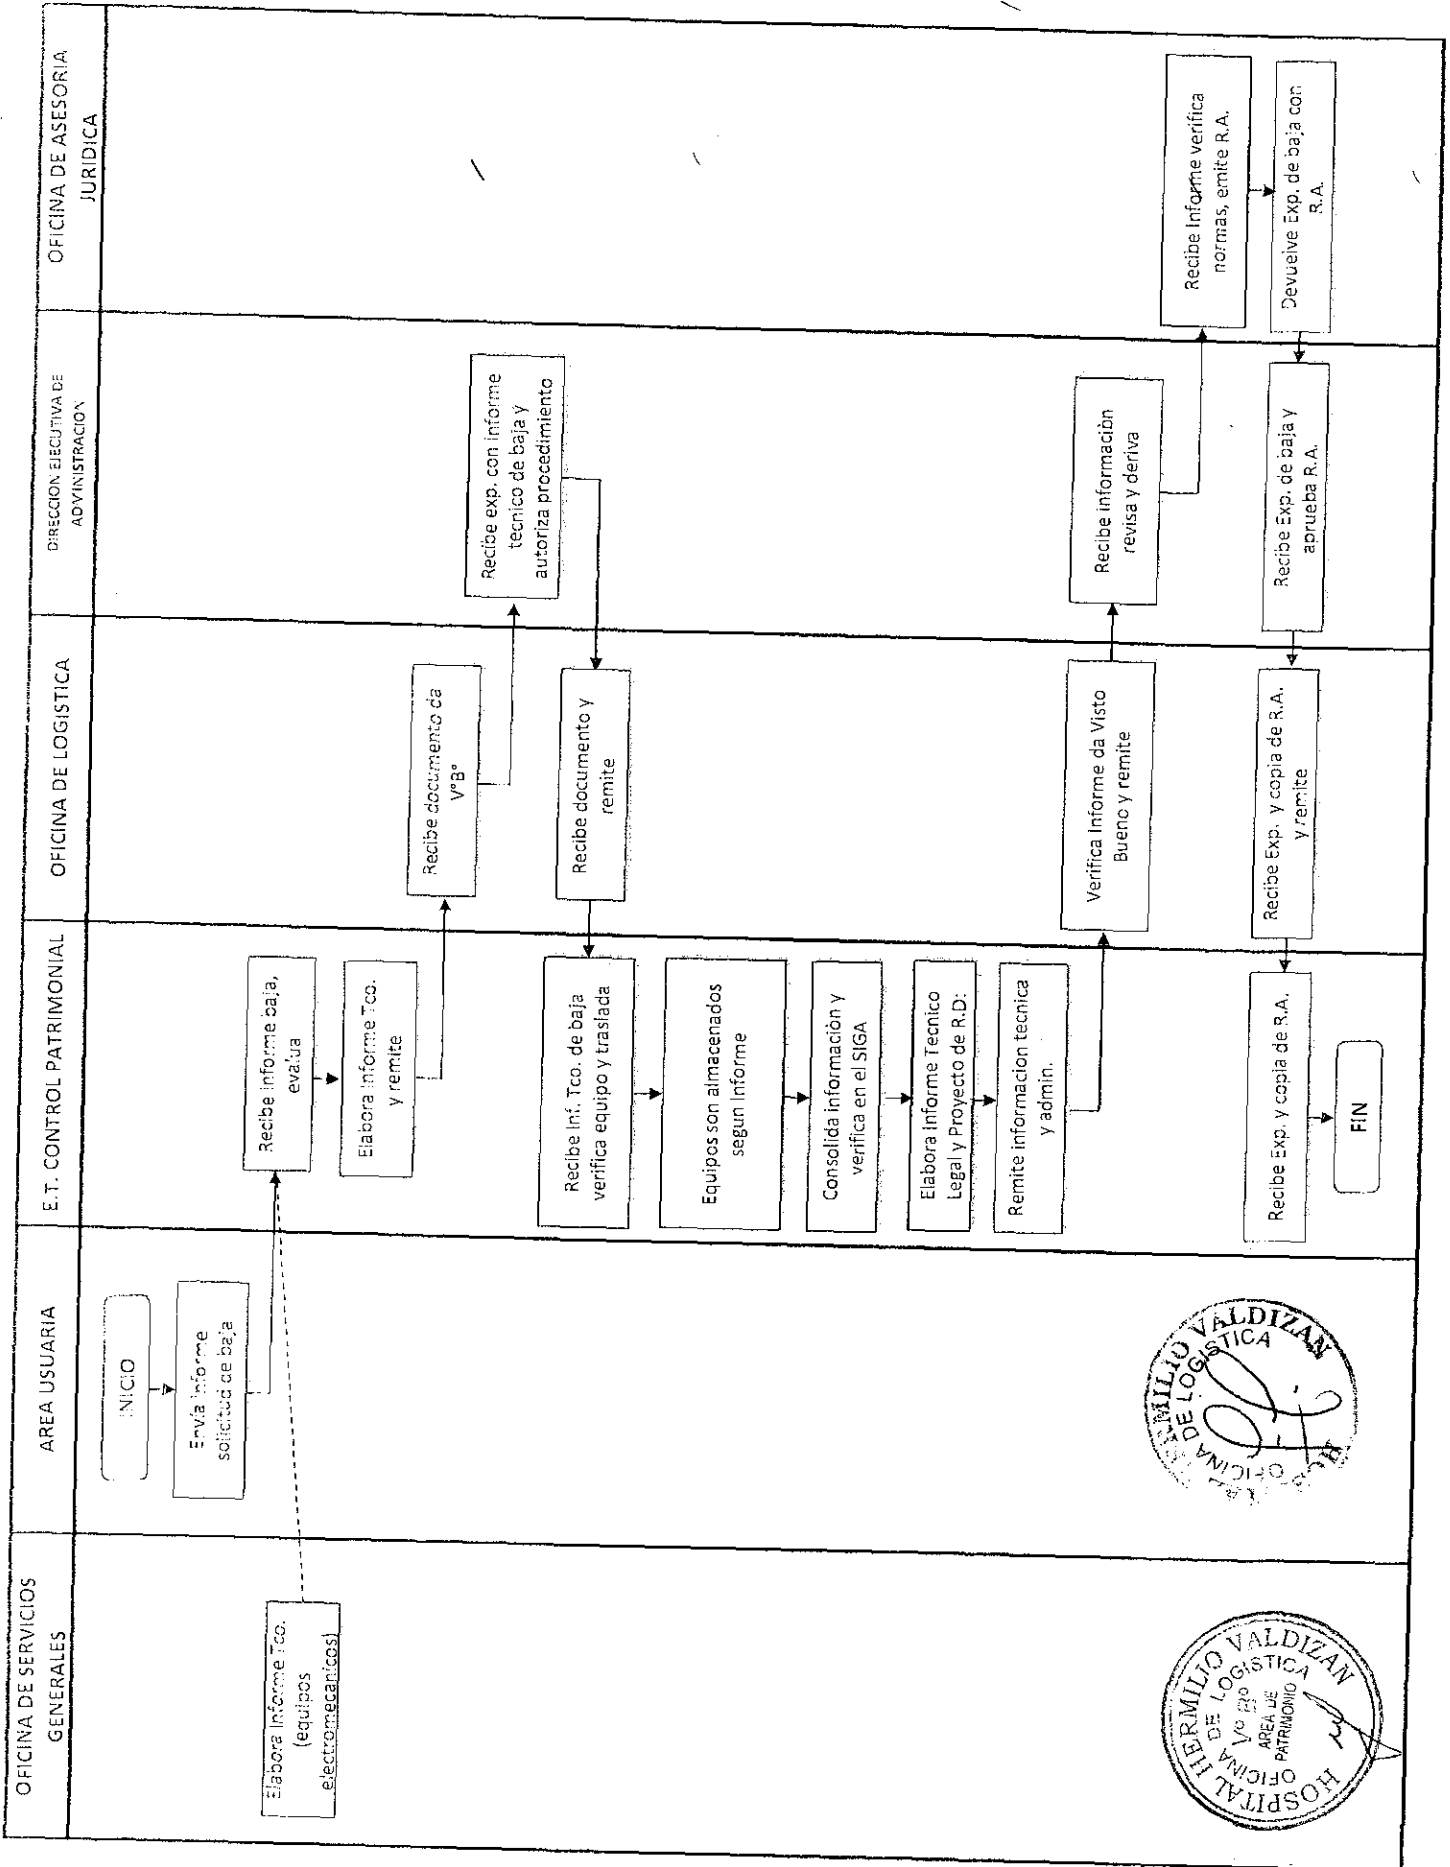 OFICINA DE SERVICIOS
GENERALES
AREA USUARIA
E.T. CONTROL PATRIMONIAL
OFICINA DE LOGISTICA
DIRECCION EJECUTIVA DE
ADMINISTRACION
OFICINA DE ASESORIA
JURIDICA
INICIO
Envía informe
solicitud de baja
Elabora Informe Tco.
(equipos
electromecanicos)
Recibe informe baja,
evalua
Elabora Informe Tco.
y remite
Recibe documento da
V°B°
Recibe exp. con informe
tecnico de baja y
autoriza procedimiento
Recibe documento y
remite
Recibe Inf. Tco. de baja
verifica equipo y traslada
Equipos son almacenados
segun Informe
Consolida información y
verifica en el SIGA
Elabora Informe Tecnico
Legal y Proyecto de R.D:
Remite Informacion tecnica
y admin.
Verifica Informe da Visto
Bueno y remite
Recibe información
revisa y deriva
Recibe Informe verifica
normas, emite R.A.
Devuelve Exp. de baja con
R.A.
Recibe Exp. de baja y
aprueba R.A.
Recibe Exp. y copia de R.A.
y remite
Recibe Exp. y copia de R.A.
FIN
HOSPITAL HERMILIO VALDIZAN
OFICINA DE LOGISTICA
Vº Bº
AREA DE
PATRIMONIO
HERMILIO VALDIZAN
OFICINA DE LOGISTICA